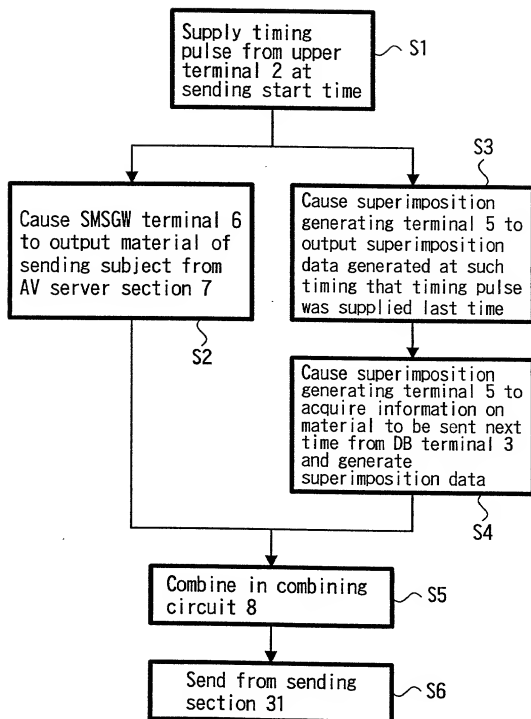 Supply timing
pulse from upper
terminal 2 at
sending start time
S1
S3
Cause SMSGW terminal 6
to output material of
sending subject from
AV server section 7
S2
Cause superimposition
generating terminal 5 to
output superimposition
data generated at such
timing that timing pulse
was supplied last time
Cause superimposition
generating terminal 5 to
acquire information on
material to be sent next
time from DB terminal 3
and generate
superimposition data
S4
Combine in combining
circuit 8
S5
Send from sending
section 31
S6